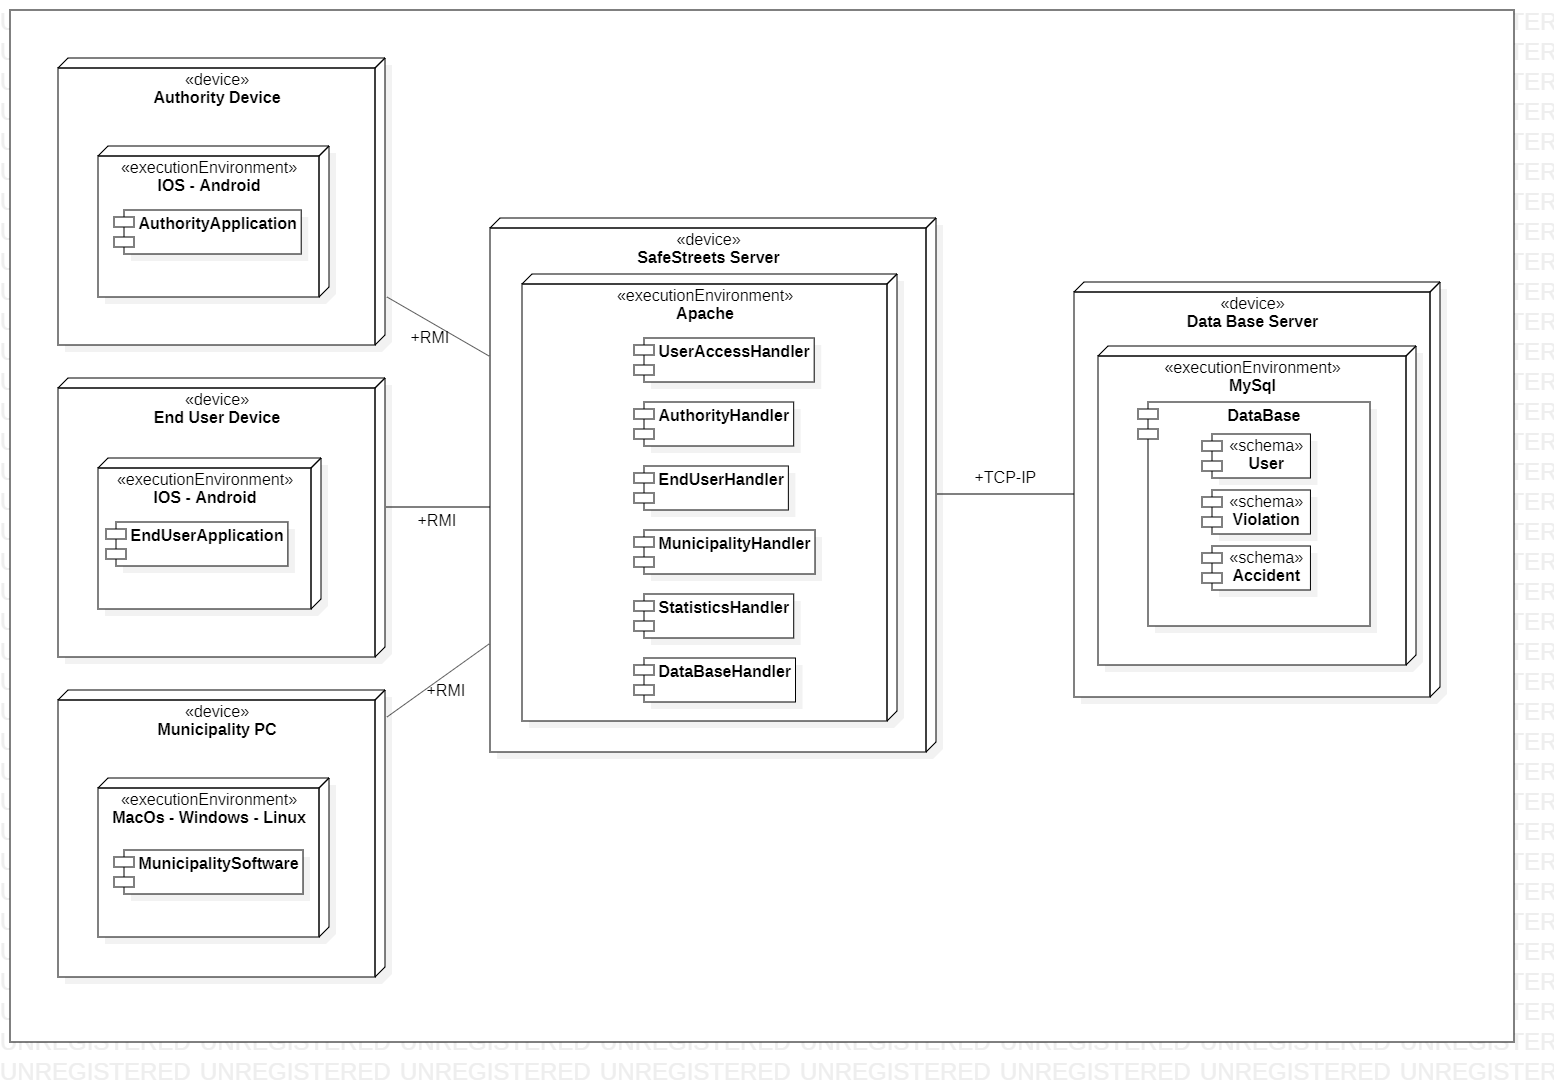 «device»
Authority Device
«executionEnvironment»
IOS - Android
AuthorityApplication
+RMI
«device»
End User Device
«executionEnvironment»
IOS - Android
EndUserApplication
+RMI
«device»
Municipality PC
«executionEnvironment»
MacOs - Windows - Linux
MunicipalitySoftware
+RMI
«device»
SafeStreets Server
«executionEnvironment»
Apache
UserAccessHandler
AuthorityHandler
EndUserHandler
MunicipalityHandler
StatisticsHandler
DataBaseHandler
+TCP-IP
«device»
Data Base Server
«executionEnvironment»
MySql
DataBase
«schema»
User
«schema»
Violation
«schema»
Accident
UNREGISTERED UNREGISTERED UNREGISTERED UNREGISTERED UNREGISTERED UNREGISTERED UNREGISTERED UNREGISTERED